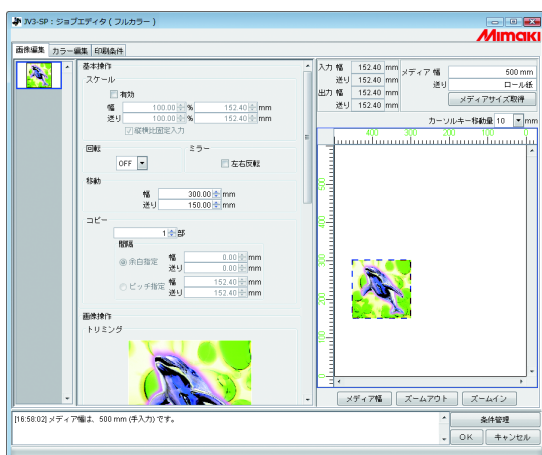 JV3-SP：ジョブエディタ ( フルカラー )
Mimaki
画像編集 カラー編集 印刷条件
基本操作
スケール
有効
幅 100.00 % 152.40 mm
送り 100.00 % 152.40 mm
縦横比固定入力
回転
OFF
ミラー
左右反転
移動
幅 300.00 mm
送り 150.00 mm
コピー
1 部
間隔
余白指定 幅 0.00 mm
送り 0.00 mm
ピッチ指定 幅 152.40 mm
送り 152.40 mm
画像操作
トリミング
入力 幅 152.40 mm
送り 152.40 mm
出力 幅 152.40 mm
送り 152.40 mm
メディア 幅 500 mm
送り ロール紙
メディアサイズ取得
カーソルキー移動量 10 mm
400 300 200 100 0
メディア幅 ズームアウト ズームイン
[16:58:02] メディア幅は、500 mm (手入力) です。
条件管理
OK キャンセル